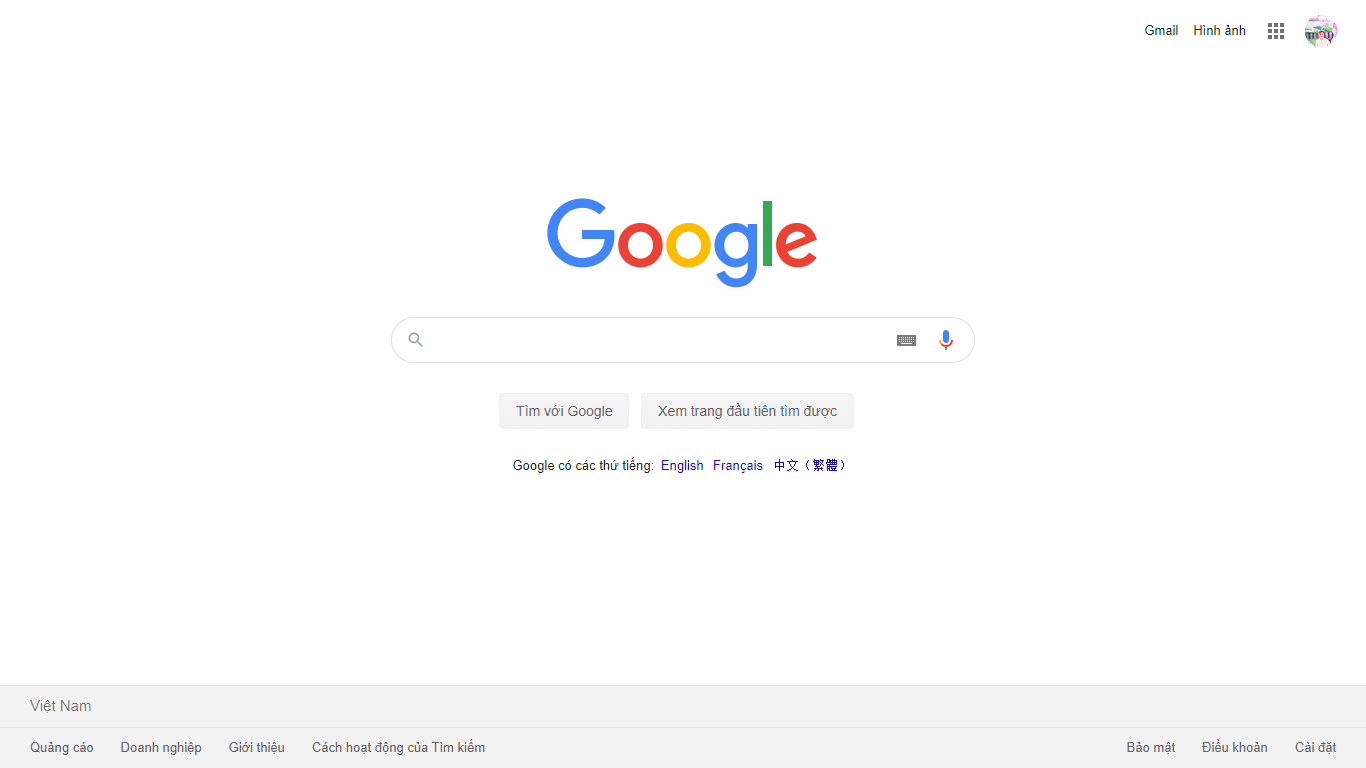 Gmail Hình ảnh
Google
Tìm với Google Xem trang đầu tiên tìm được
Google có các thứ tiếng: English Français 中文（繁體）
Việt Nam
Quảng cáo Doanh nghiệp Giới thiệu Cách hoạt động của Tìm kiếm Bảo mật Điều khoản Cài đặt